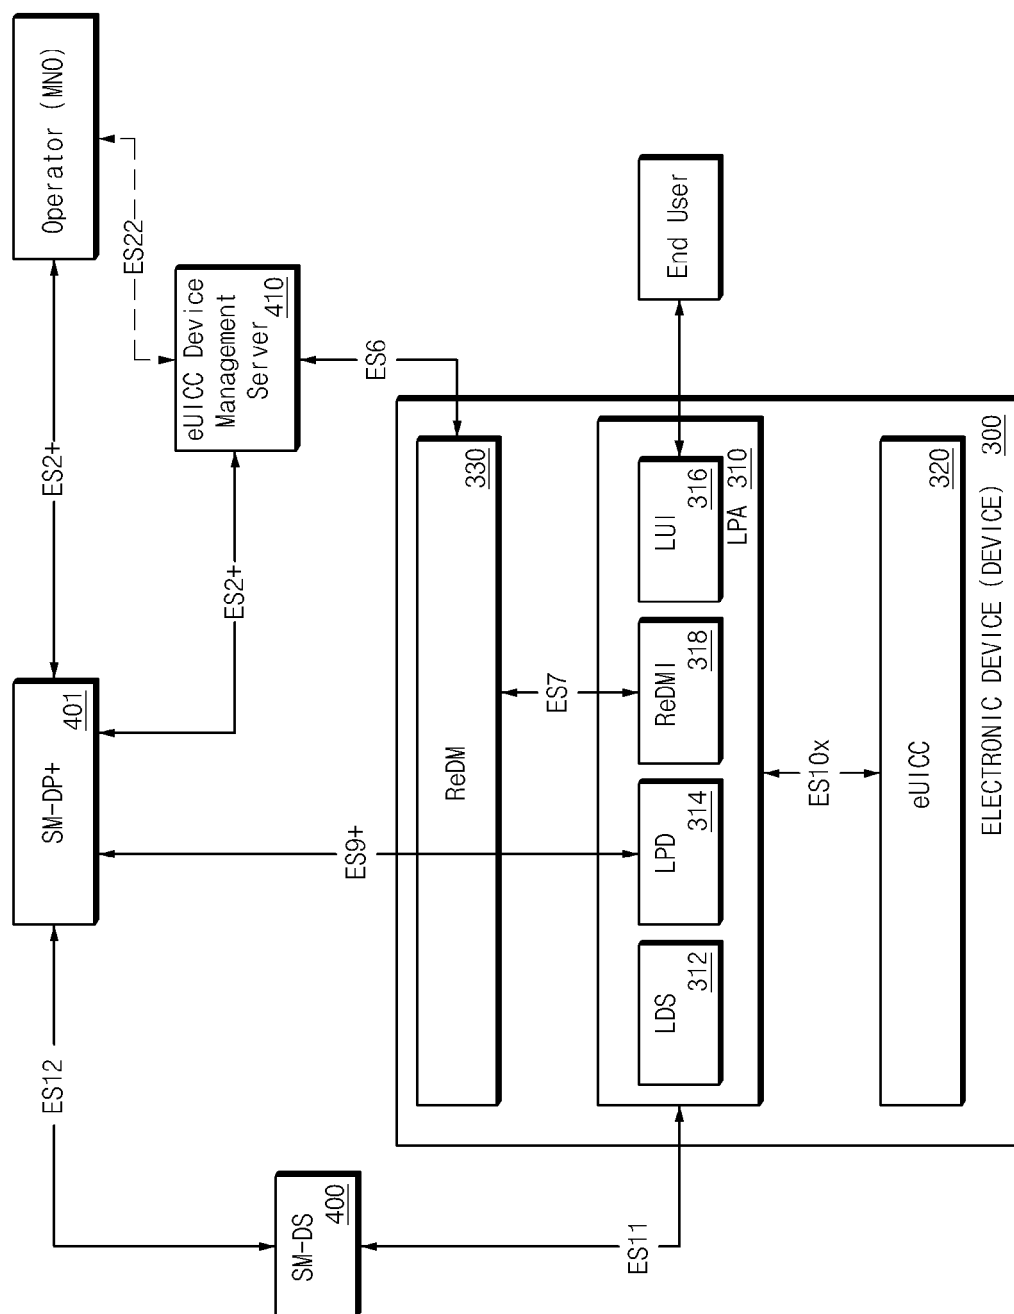 SM-DS
400
ES12
SM-DP+
401
ES2+
Operator (MNO)
ES22
eUICC Device
Management
Server
410
ES2+
ES6
ES9+
ES11
ReDM
330
ES7
LDS
312
LPD
314
ReDMI
318
LUI
316
LPA
310
End User
ES10x
eUICC
320
ELECTRONIC DEVICE (DEVICE) 300